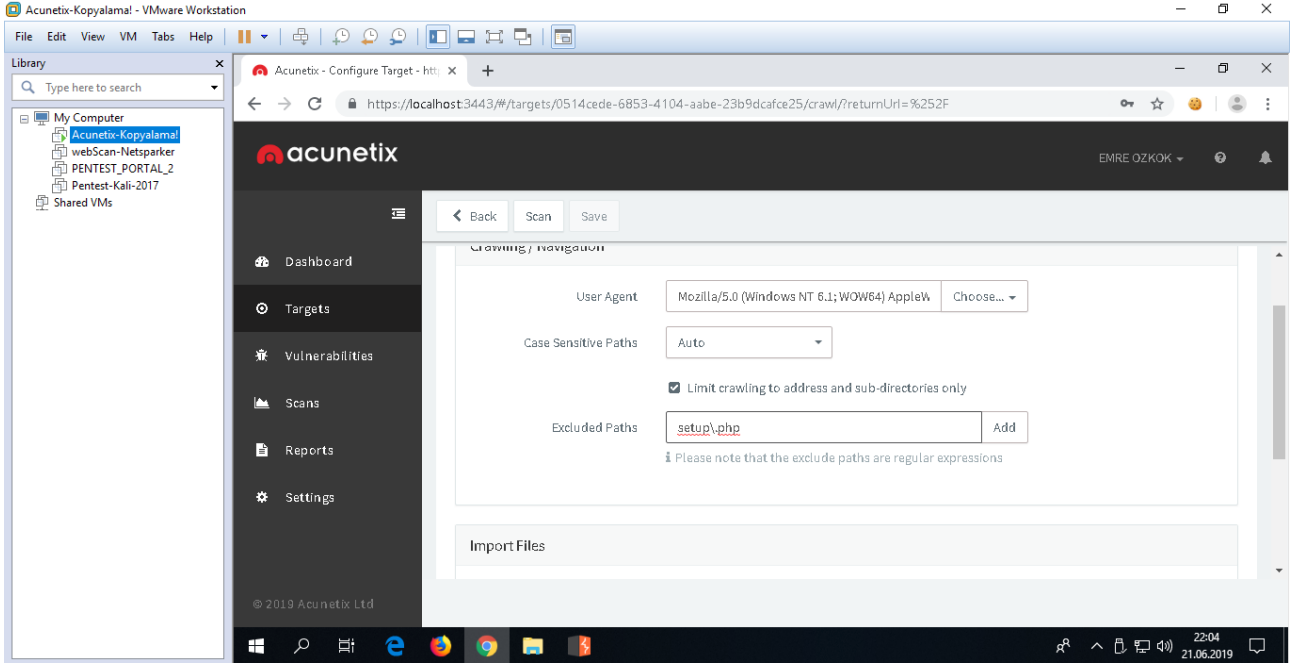 Acunetix-Kopyalama! - VMware Workstation
File Edit View VM Tabs Help
Library
Type here to search
My Computer
Acunetix-Kopyalama!
webScan-Netsparker
PENTEST_PORTAL_2
Pentest-Kali-2017
Shared VMs
Acunetix - Configure Target - htt
https://localhost:3443/#/targets/0514cede-6853-4104-aabe-23b9dcafce25/crawl/?returnUrl=%252F
acunetix
EMRE OZKOK
Back Scan Save
Dashboard
Targets
Vulnerabilities
Scans
Reports
Settings
© 2019 Acunetix Ltd
Crawling / Navigation
User Agent Mozilla/5.0 (Windows NT 6.1; WOW64) AppleW Choose...
Case Sensitive Paths Auto
Limit crawling to address and sub-directories only
Excluded Paths setup\.php Add
Please note that the exclude paths are regular expressions
Import Files
22:04
21.06.2019